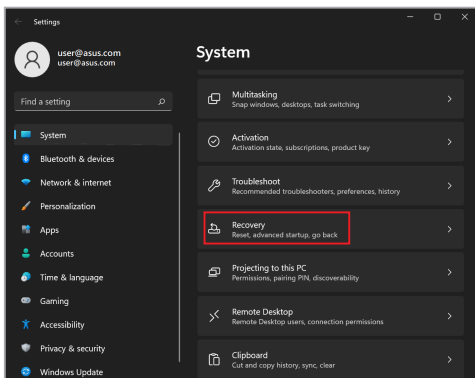 Settings
user@asus.com
user@asus.com
Find a setting
System
Bluetooth & devices
Network & internet
Personalization
Apps
Accounts
Time & language
Gaming
Accessibility
Privacy & security
Windows Update
System
Multitasking
Snap windows, desktops, task switching
Activation
Activation state, subscriptions, product key
Troubleshoot
Recommended troubleshooters, preferences, history
Recovery
Reset, advanced startup, go back
Projecting to this PC
Permissions, pairing PIN, discoverability
Remote Desktop
Remote Desktop users, connection permissions
Clipboard
Cut and copy history, sync, clear